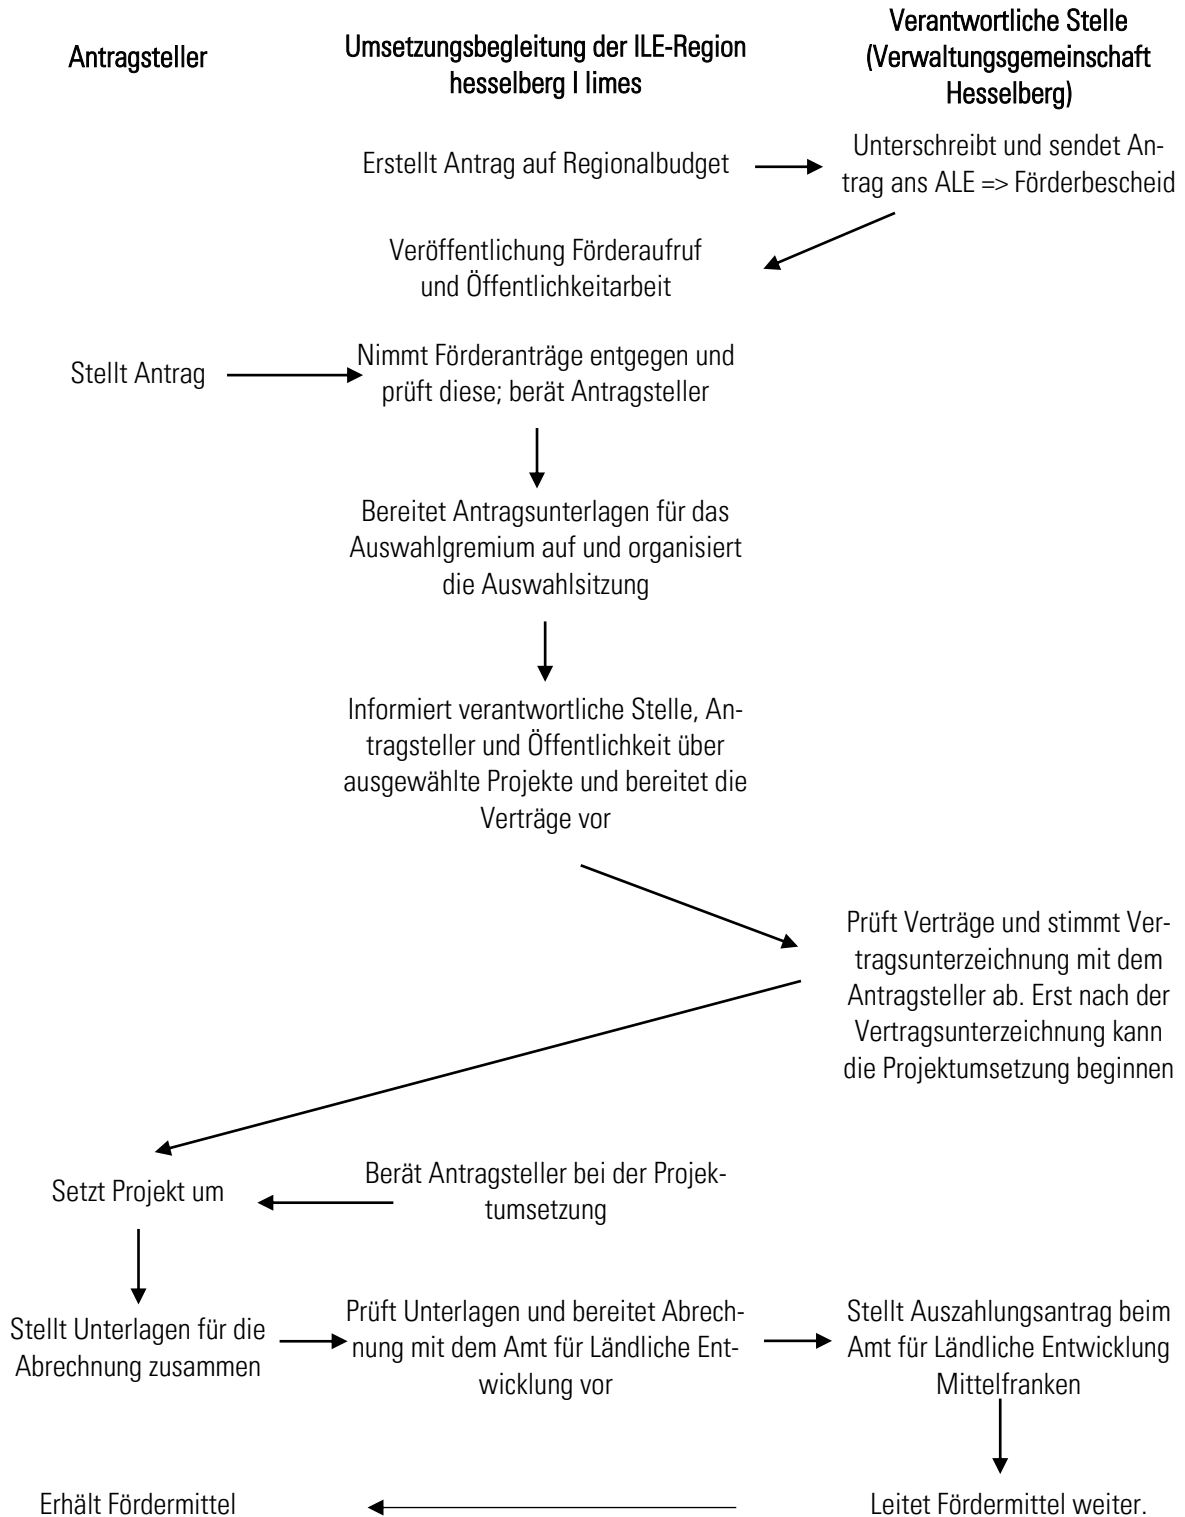 Antragsteller
Umsetzungsbegleitung der ILE-Region
hesselberg I limes
Verantwortliche Stelle
(Verwaltungsgemeinschaft
Hesselberg)
Erstellt Antrag auf Regionalbudget
Unterschreibt und sendet An-
trag ans ALE => Förderbescheid
Veröffentlichung Förderaufruf
und Öffentlichkeitarbeit
Stellt Antrag
Nimmt Förderanträge entgegen und
prüft diese; berät Antragsteller
Bereitet Antragsunterlagen für das
Auswahlgremium auf und organisiert
die Auswahlsitzung
Informiert verantwortliche Stelle, An-
tragsteller und Öffentlichkeit über
ausgewählte Projekte und bereitet die
Verträge vor
Prüft Verträge und stimmt Ver-
tragsunterzeichnung mit dem
Antragsteller ab. Erst nach der
Vertragsunterzeichnung kann
die Projektumsetzung beginnen
Setzt Projekt um
Berät Antragsteller bei der Projek-
tumsetzung
Stellt Unterlagen für die
Abrechnung zusammen
Prüft Unterlagen und bereitet Abrech-
nung mit dem Amt für Ländliche Ent-
wicklung vor
Stellt Auszahlungsantrag beim
Amt für Ländliche Entwicklung
Mittelfranken
Erhält Fördermittel
Leitet Fördermittel weiter.